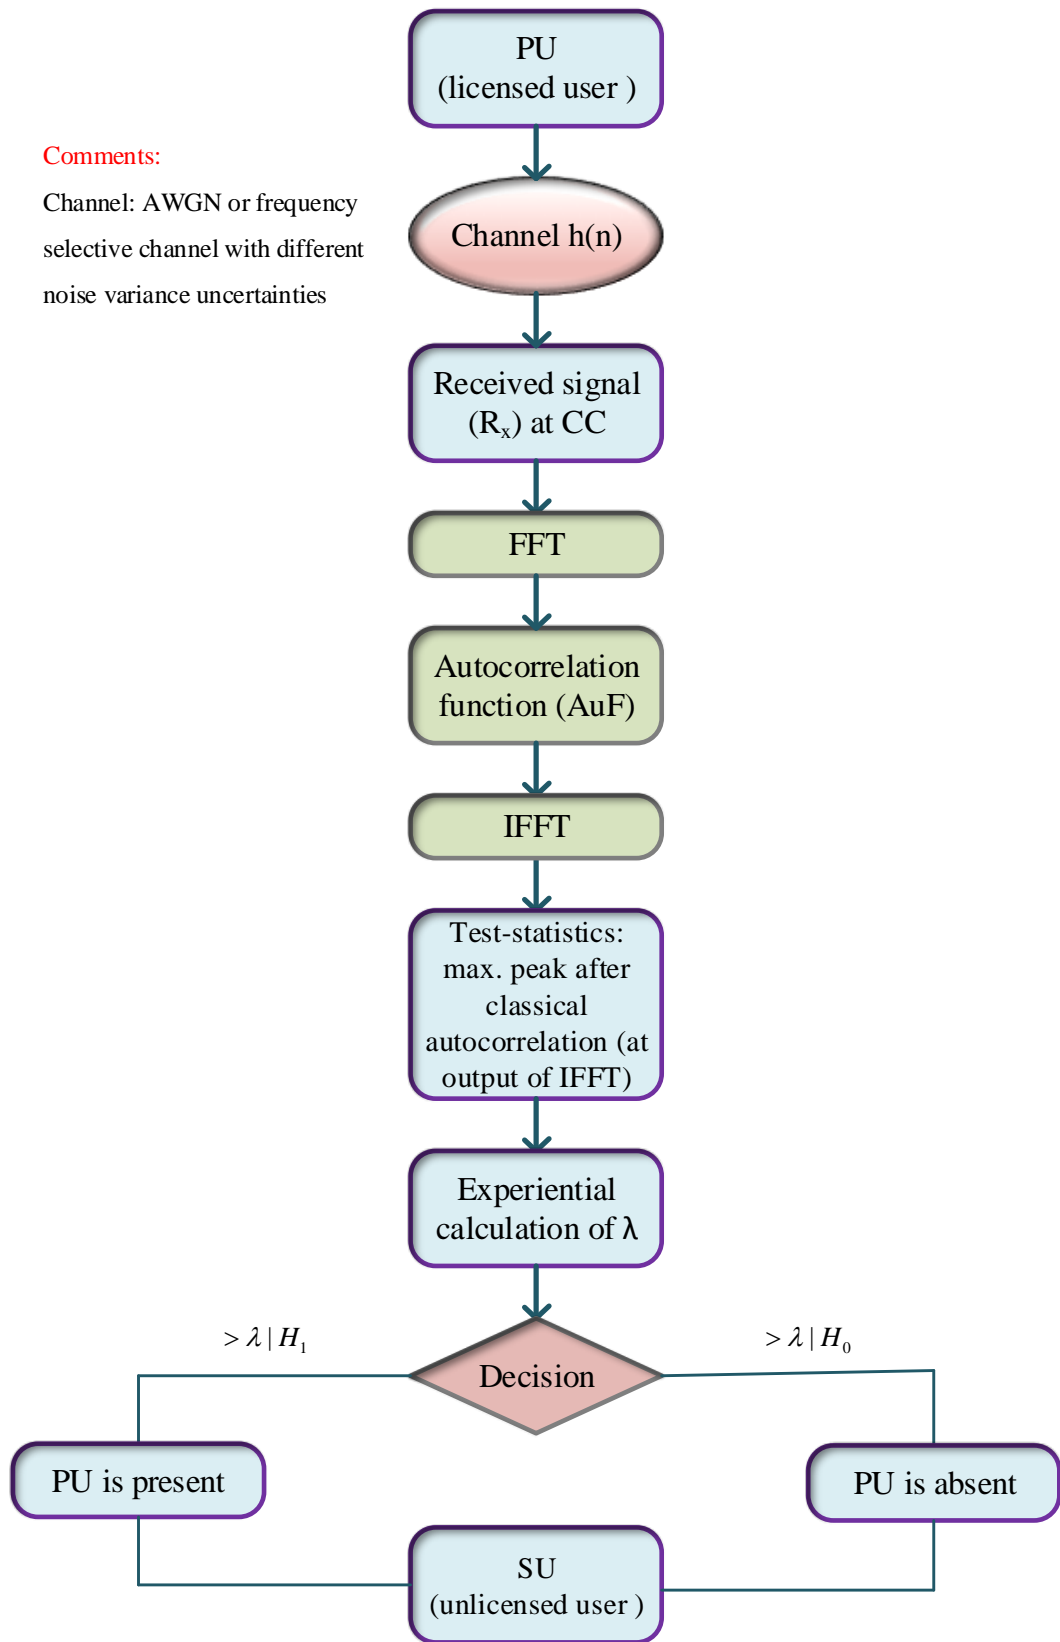 PU
(licensed user )
Comments:
Channel: AWGN or frequency
selective channel with different
noise variance uncertainties
Channel h(n)
Received signal
(Rₓ) at CC
FFT
Autocorrelation
function (AuF)
IFFT
Test-statistics:
max. peak after
classical
autocorrelation (at
output of IFFT)
Experiential
calculation of λ
> λ | H₁
> λ | H₀
Decision
PU is present
PU is absent
SU
(unlicensed user )